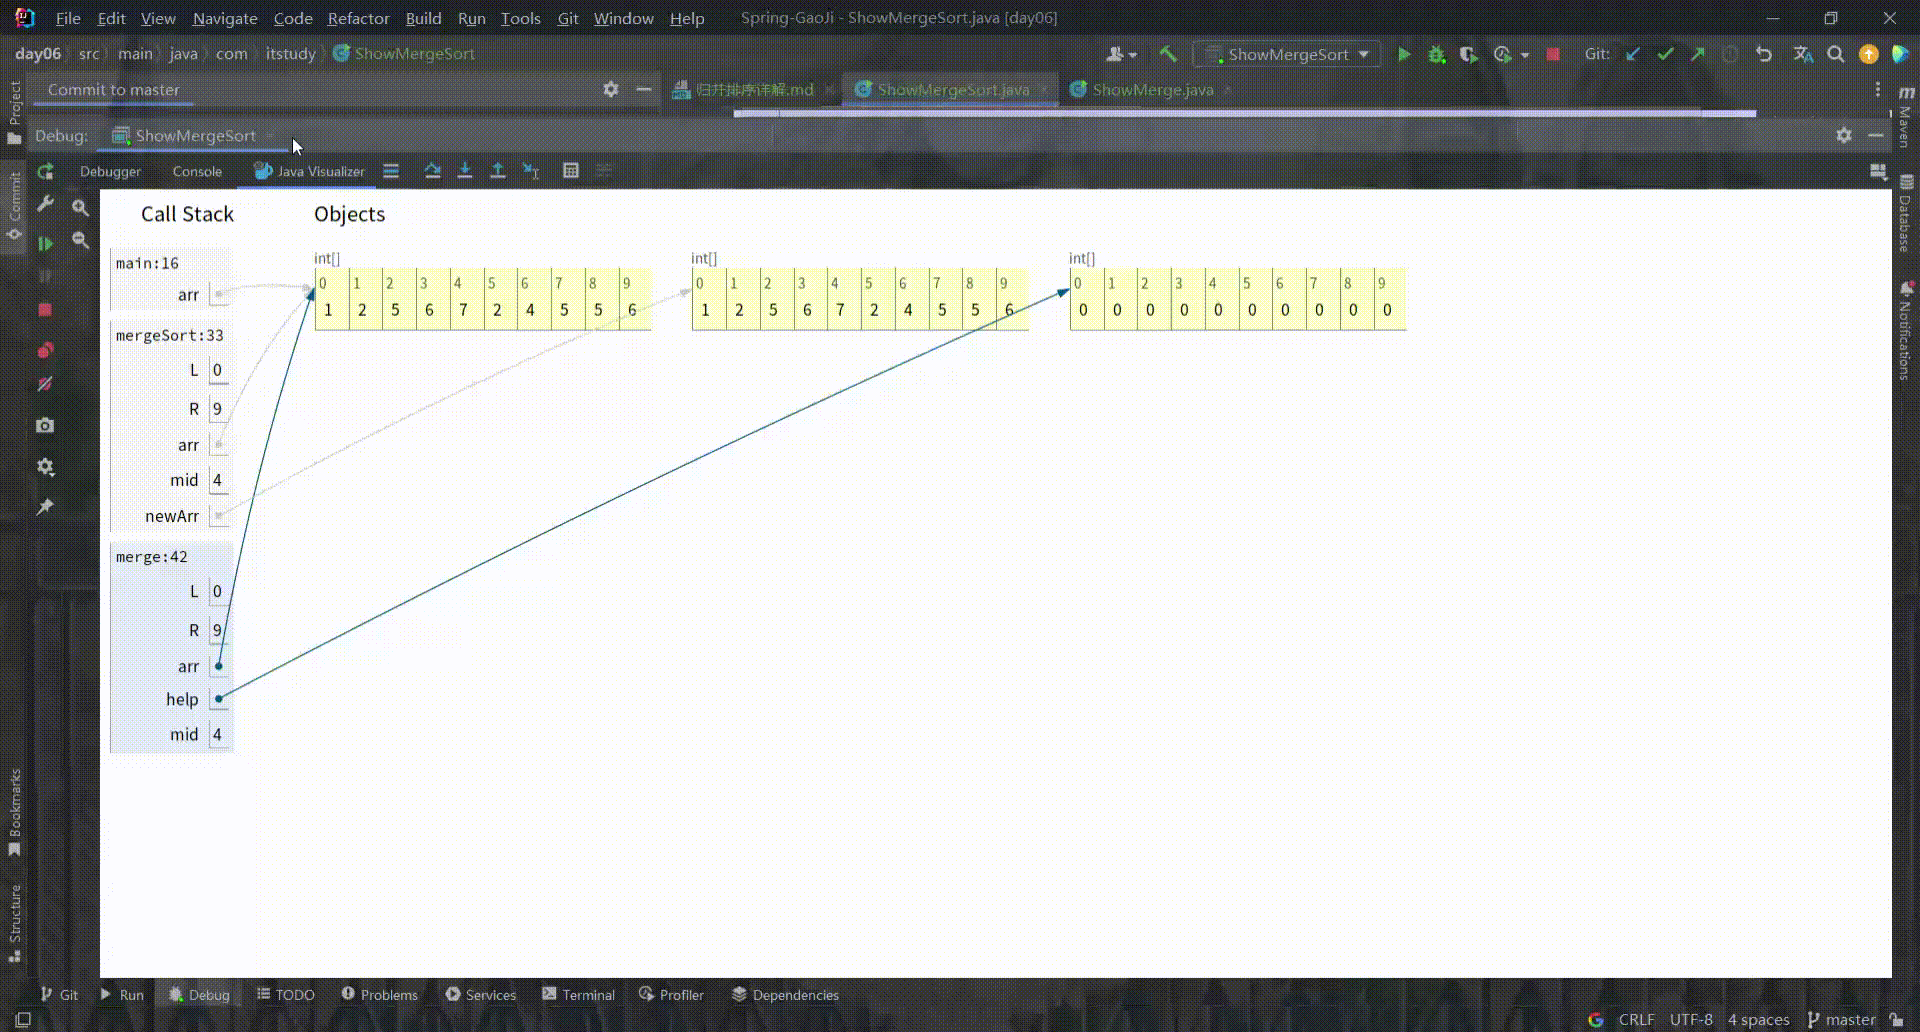 File Edit View Navigate Code Refactor Build Run Tools Git Window Help Spring-GaoJi - ShowMergeSort.java [day06]
day06 src main java com itstudy ShowMergeSort ShowMergeSort Git:
Project
Commit to master
归并排序详解.md ShowMergeSort.java ShowMerge.java
Maven
Debug: ShowMergeSort
Debugger Console Java Visualizer
Commit
Database
Notifications
Call Stack Objects
main:16
arr
mergeSort:33
L 0
R 9
arr
mid 4
newArr
merge:42
L 0
R 9
arr
help
mid 4
int[] int[] int[]
0 1 2 3 4 5 6 7 8 9 0 1 2 3 4 5 6 7 8 9 0 1 2 3 4 5 6 7 8 9
1 2 5 6 7 2 4 5 5 6 1 2 5 6 7 2 4 5 5 6 0 0 0 0 0 0 0 0 0 0
Bookmarks
Structure
Git Run Debug TODO Problems Services Terminal Profiler Dependencies
CRLF UTF-8 4 spaces master